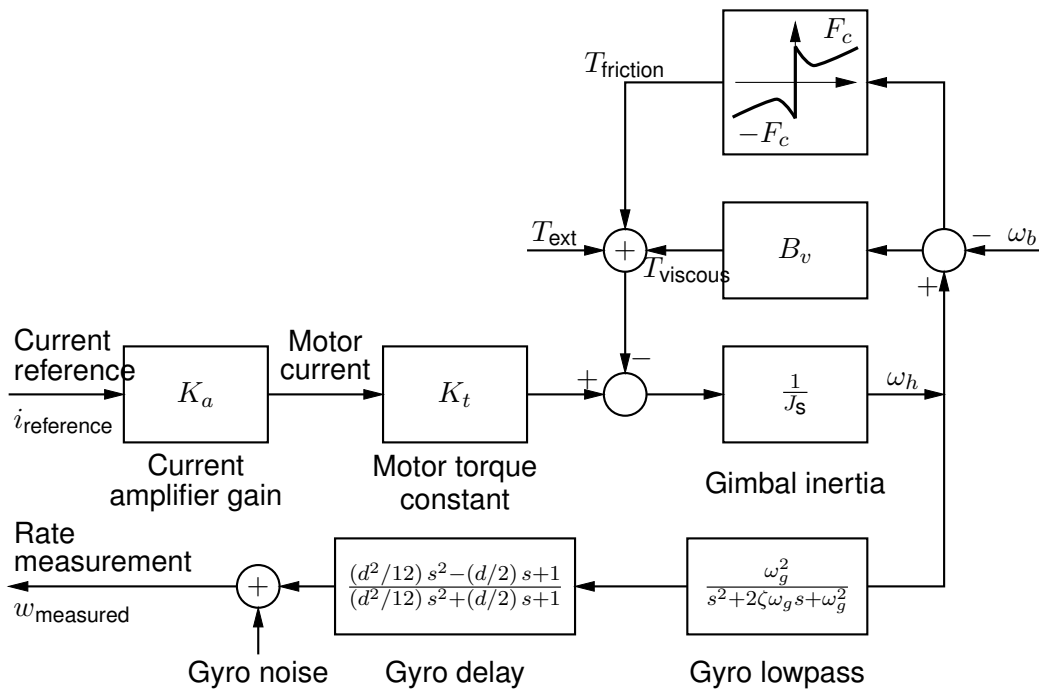 F_c
T_friction
−F_c
T_ext
+
T_viscous
B_v
−
ω_b
+
Current
reference
i_reference
K_a
Motor
current
K_t
+
−
1/Js
ω_h
Current
amplifier gain
Motor torque
constant
Gimbal inertia
Rate
measurement
w_measured
+
(d²/12) s²−(d/2) s+1
(d²/12) s²+(d/2) s+1
ω_g²
s²+2ζω_g s+ω_g²
Gyro noise
Gyro delay
Gyro lowpass